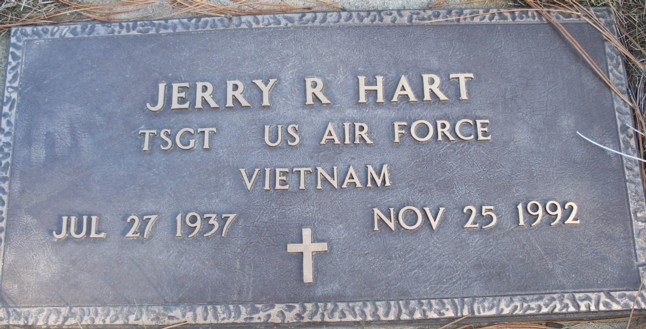 JERRY R HART
TSGT US AIR FORCE
VIETNAM
JUL 27 1937 NOV 25 1992